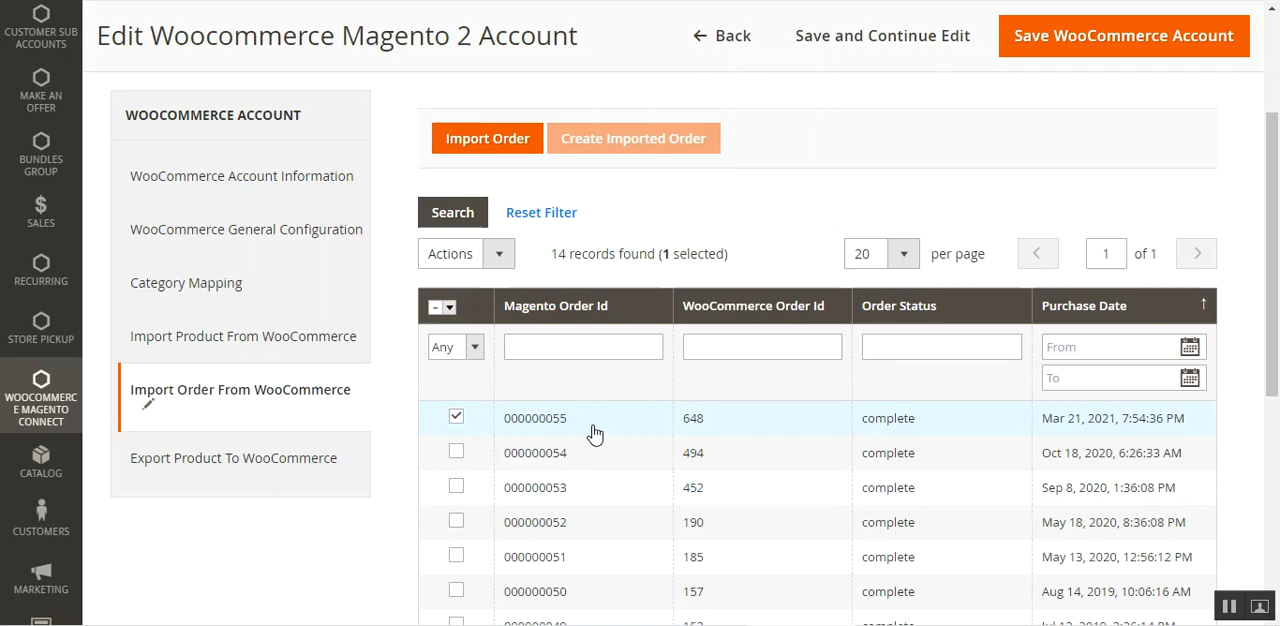 CUSTOMER SUB
ACCOUNTS
MAKE AN
OFFER
BUNDLES
GROUP
$
SALES
RECURRING
STORE PICKUP
WOOCOMMERC
E MAGENTO
CONNECT
CATALOG
CUSTOMERS
MARKETING
Edit Woocommerce Magento 2 Account
← Back
Save and Continue Edit
Save WooCommerce Account
WOOCOMMERCE ACCOUNT
WooCommerce Account Information
WooCommerce General Configuration
Category Mapping
Import Product From WooCommerce
Import Order From WooCommerce
Export Product To WooCommerce
Import Order
Create Imported Order
Search
Reset Filter
Actions
14 records found (1 selected)
20
per page
1
of 1
Magento Order Id
WooCommerce Order Id
Order Status
Purchase Date ↑
Any
From
To
000000055 648 complete Mar 21, 2021, 7:54:36 PM
000000054 494 complete Oct 18, 2020, 6:26:33 AM
000000053 452 complete Sep 8, 2020, 1:36:08 PM
000000052 190 complete May 18, 2020, 8:36:08 PM
000000051 185 complete May 13, 2020, 12:56:12 PM
000000050 157 complete Aug 14, 2019, 10:06:16 AM